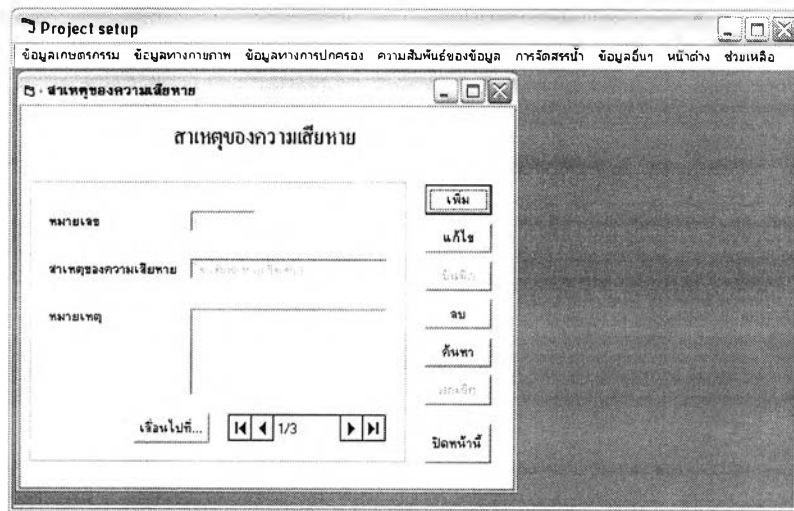 Project setup
ข้อมูลเกษตรกรรม ข้อมูลทางกายภาพ ข้อมูลทางการปกครอง ความสัมพันธ์ของข้อมูล การจัดสรรน้ำ ข้อมูลอื่นๆ หน้าต่าง ช่วยเหลือ
สาเหตุของความเสียหาย
สาเหตุของความเสียหาย
หมายเลข
สาเหตุของความเสียหาย
หมายเหตุ
เลื่อนไปที่...
1/3
เพิ่ม
แก้ไข
บันทึก
ลบ
ค้นหา
ยกเลิก
ปิดหน้านี้